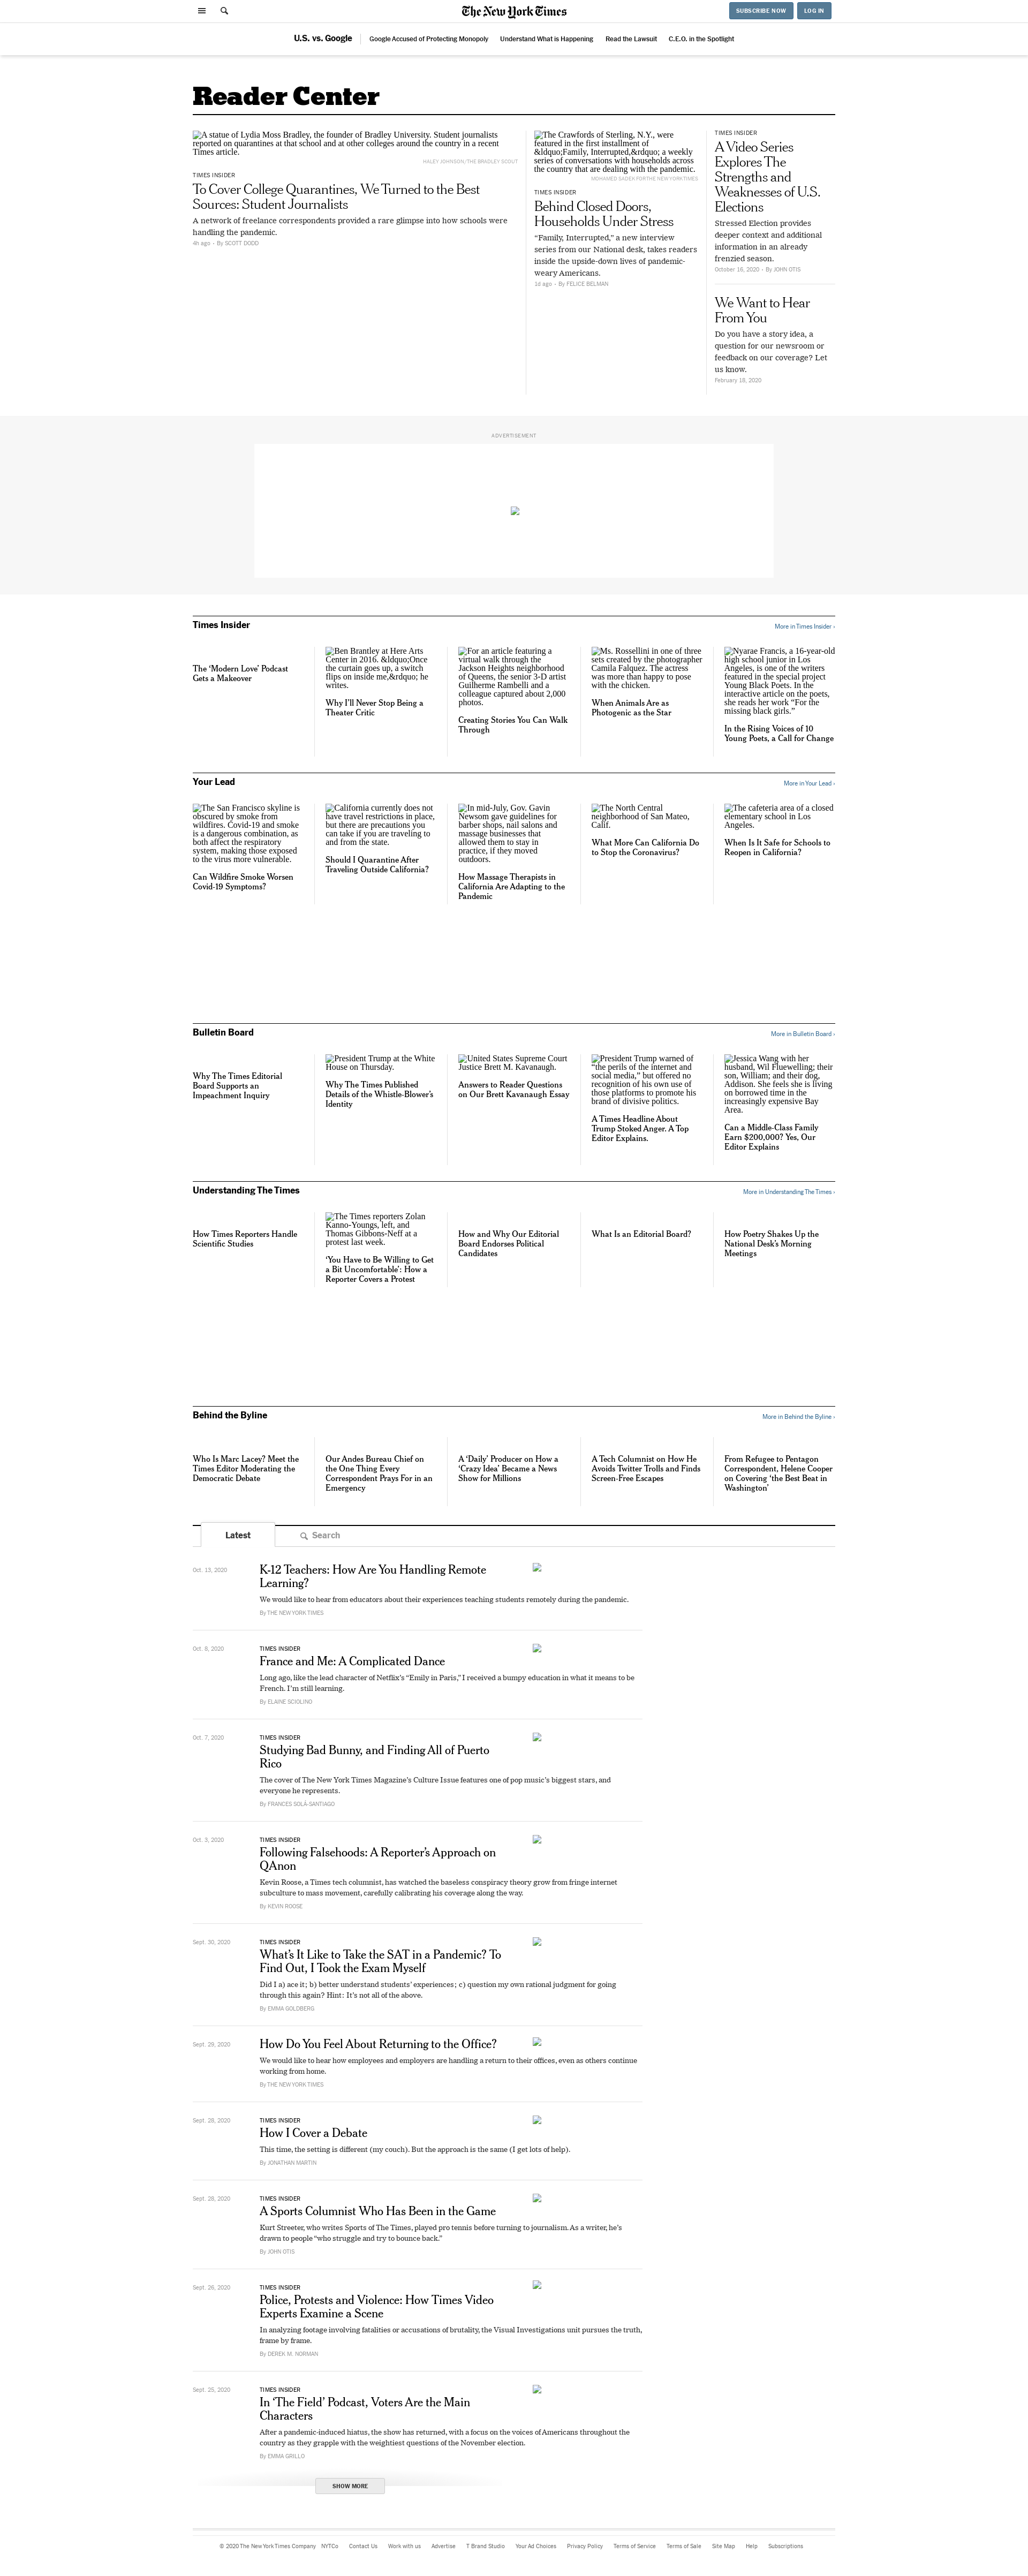 The New York Times
SUBSCRIBE NOW
LOG IN
U.S. vs. Google
Google Accused of Protecting Monopoly
Understand What is Happening
Read the Lawsuit
C.E.O. in the Spotlight
Reader Center
A statue of Lydia Moss Bradley, the founder of Bradley University. Student journalists
reported on quarantines at that school and at other colleges around the country in a recent
Times article.
HALEY JOHNSON/THE BRADLEY SCOUT
TIMES INSIDER
To Cover College Quarantines, We Turned to the Best
Sources: Student Journalists
A network of freelance correspondents provided a rare glimpse into how schools were
handling the pandemic.
4h ago • By SCOTT DODD
The Crawfords of Sterling, N.Y., were
featured in the first installment of
&ldquo;Family, Interrupted,&rdquo; a weekly
series of conversations with households across
the country that are dealing with the pandemic.
MOHAMED SADEK FOR THE NEW YORK TIMES
TIMES INSIDER
Behind Closed Doors,
Households Under Stress
“Family, Interrupted,” a new interview
series from our National desk, takes readers
inside the upside-down lives of pandemic-
weary Americans.
1d ago • By FELICE BELMAN
TIMES INSIDER
A Video Series
Explores The
Strengths and
Weaknesses of U.S.
Elections
Stressed Election provides
deeper context and additional
information in an already
frenzied season.
October 16, 2020 • By JOHN OTIS
We Want to Hear
From You
Do you have a story idea, a
question for our newsroom or
feedback on our coverage? Let
us know.
February 18, 2020
ADVERTISEMENT
Times Insider
More in Times Insider ›
The ‘Modern Love’ Podcast
Gets a Makeover
Ben Brantley at Here Arts
Center in 2016. &ldquo;Once
the curtain goes up, a switch
flips on inside me,&rdquo; he
writes.
Why I’ll Never Stop Being a
Theater Critic
For an article featuring a
virtual walk through the
Jackson Heights neighborhood
of Queens, the senior 3-D artist
Guilherme Rambelli and a
colleague captured about 2,000
photos.
Creating Stories You Can Walk
Through
Ms. Rossellini in one of three
sets created by the photographer
Camila Falquez. The actress
was more than happy to pose
with the chicken.
When Animals Are as
Photogenic as the Star
Nyarae Francis, a 16-year-old
high school junior in Los
Angeles, is one of the writers
featured in the special project
Young Black Poets. In the
interactive article on the poets,
she reads her work “For the
missing black girls.”
In the Rising Voices of 10
Young Poets, a Call for Change
Your Lead
More in Your Lead ›
The San Francisco skyline is
obscured by smoke from
wildfires. Covid-19 and smoke
is a dangerous combination, as
both affect the respiratory
system, making those exposed
to the virus more vulnerable.
Can Wildfire Smoke Worsen
Covid-19 Symptoms?
California currently does not
have travel restrictions in place,
but there are precautions you
can take if you are traveling to
and from the state.
Should I Quarantine After
Traveling Outside California?
In mid-July, Gov. Gavin
Newsom gave guidelines for
barber shops, nail salons and
massage businesses that
allowed them to stay in
practice, if they moved
outdoors.
How Massage Therapists in
California Are Adapting to the
Pandemic
The North Central
neighborhood of San Mateo,
Calif.
What More Can California Do
to Stop the Coronavirus?
The cafeteria area of a closed
elementary school in Los
Angeles.
When Is It Safe for Schools to
Reopen in California?
Bulletin Board
More in Bulletin Board ›
Why The Times Editorial
Board Supports an
Impeachment Inquiry
President Trump at the White
House on Thursday.
Why The Times Published
Details of the Whistle-Blower’s
Identity
United States Supreme Court
Justice Brett M. Kavanaugh.
Answers to Reader Questions
on Our Brett Kavanaugh Essay
President Trump warned of
“the perils of the internet and
social media,” but offered no
recognition of his own use of
those platforms to promote his
brand of divisive politics.
A Times Headline About
Trump Stoked Anger. A Top
Editor Explains.
Jessica Wang with her
husband, Wil Fluewelling; their
son, William; and their dog,
Addison. She feels she is living
on borrowed time in the
increasingly expensive Bay
Area.
Can a Middle-Class Family
Earn $200,000? Yes, Our
Editor Explains
Understanding The Times
More in Understanding The Times ›
How Times Reporters Handle
Scientific Studies
The Times reporters Zolan
Kanno-Youngs, left, and
Thomas Gibbons-Neff at a
protest last week.
‘You Have to Be Willing to Get
a Bit Uncomfortable’: How a
Reporter Covers a Protest
How and Why Our Editorial
Board Endorses Political
Candidates
What Is an Editorial Board?
How Poetry Shakes Up the
National Desk’s Morning
Meetings
Behind the Byline
More in Behind the Byline ›
Who Is Marc Lacey? Meet the
Times Editor Moderating the
Democratic Debate
Our Andes Bureau Chief on
the One Thing Every
Correspondent Prays For in an
Emergency
A ‘Daily’ Producer on How a
‘Crazy Idea’ Became a News
Show for Millions
A Tech Columnist on How He
Avoids Twitter Trolls and Finds
Screen-Free Escapes
From Refugee to Pentagon
Correspondent, Helene Cooper
on Covering ‘the Best Beat in
Washington’
Latest
Search
Oct. 13, 2020
K-12 Teachers: How Are You Handling Remote
Learning?
We would like to hear from educators about their experiences teaching students remotely during the pandemic.
By THE NEW YORK TIMES
Oct. 8, 2020
TIMES INSIDER
France and Me: A Complicated Dance
Long ago, like the lead character of Netflix’s “Emily in Paris,” I received a bumpy education in what it means to be
French. I’m still learning.
By ELAINE SCIOLINO
Oct. 7, 2020
TIMES INSIDER
Studying Bad Bunny, and Finding All of Puerto
Rico
The cover of The New York Times Magazine’s Culture Issue features one of pop music’s biggest stars, and
everyone he represents.
By FRANCES SOLÁ-SANTIAGO
Oct. 3, 2020
TIMES INSIDER
Following Falsehoods: A Reporter’s Approach on
QAnon
Kevin Roose, a Times tech columnist, has watched the baseless conspiracy theory grow from fringe internet
subculture to mass movement, carefully calibrating his coverage along the way.
By KEVIN ROOSE
Sept. 30, 2020
TIMES INSIDER
What’s It Like to Take the SAT in a Pandemic? To
Find Out, I Took the Exam Myself
Did I a) ace it; b) better understand students’ experiences; c) question my own rational judgment for going
through this again? Hint: It’s not all of the above.
By EMMA GOLDBERG
Sept. 29, 2020
How Do You Feel About Returning to the Office?
We would like to hear how employees and employers are handling a return to their offices, even as others continue
working from home.
By THE NEW YORK TIMES
Sept. 28, 2020
TIMES INSIDER
How I Cover a Debate
This time, the setting is different (my couch). But the approach is the same (I get lots of help).
By JONATHAN MARTIN
Sept. 28, 2020
TIMES INSIDER
A Sports Columnist Who Has Been in the Game
Kurt Streeter, who writes Sports of The Times, played pro tennis before turning to journalism. As a writer, he’s
drawn to people “who struggle and try to bounce back.”
By JOHN OTIS
Sept. 26, 2020
TIMES INSIDER
Police, Protests and Violence: How Times Video
Experts Examine a Scene
In analyzing footage involving fatalities or accusations of brutality, the Visual Investigations unit pursues the truth,
frame by frame.
By DEREK M. NORMAN
Sept. 25, 2020
TIMES INSIDER
In ‘The Field’ Podcast, Voters Are the Main
Characters
After a pandemic-induced hiatus, the show has returned, with a focus on the voices of Americans throughout the
country as they grapple with the weightiest questions of the November election.
By EMMA GRILLO
SHOW MORE
© 2020 The New York Times Company
NYTCo
Contact Us
Work with us
Advertise
T Brand Studio
Your Ad Choices
Privacy Policy
Terms of Service
Terms of Sale
Site Map
Help
Subscriptions